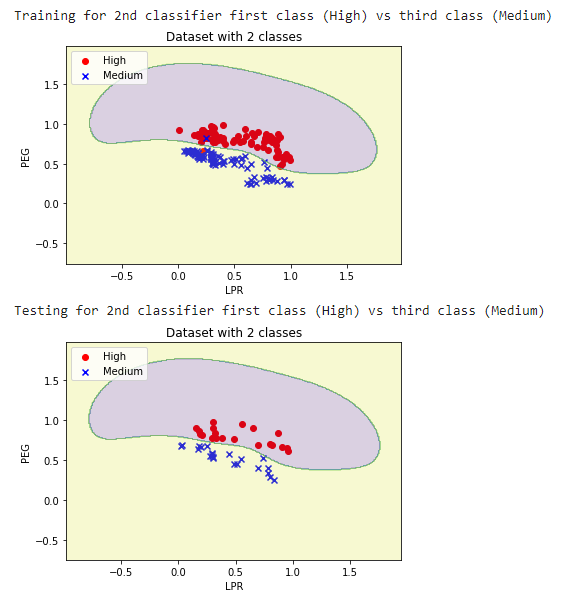 Training for 2nd classifier first class (High) vs third class (Medium)
Dataset with 2 classes
High
Medium
1.5
1.0
0.5
0.0
−0.5
PEG
−0.5 0.0 0.5 1.0 1.5
LPR
Testing for 2nd classifier first class (High) vs third class (Medium)
Dataset with 2 classes
High
Medium
1.5
1.0
0.5
0.0
−0.5
PEG
−0.5 0.0 0.5 1.0 1.5
LPR